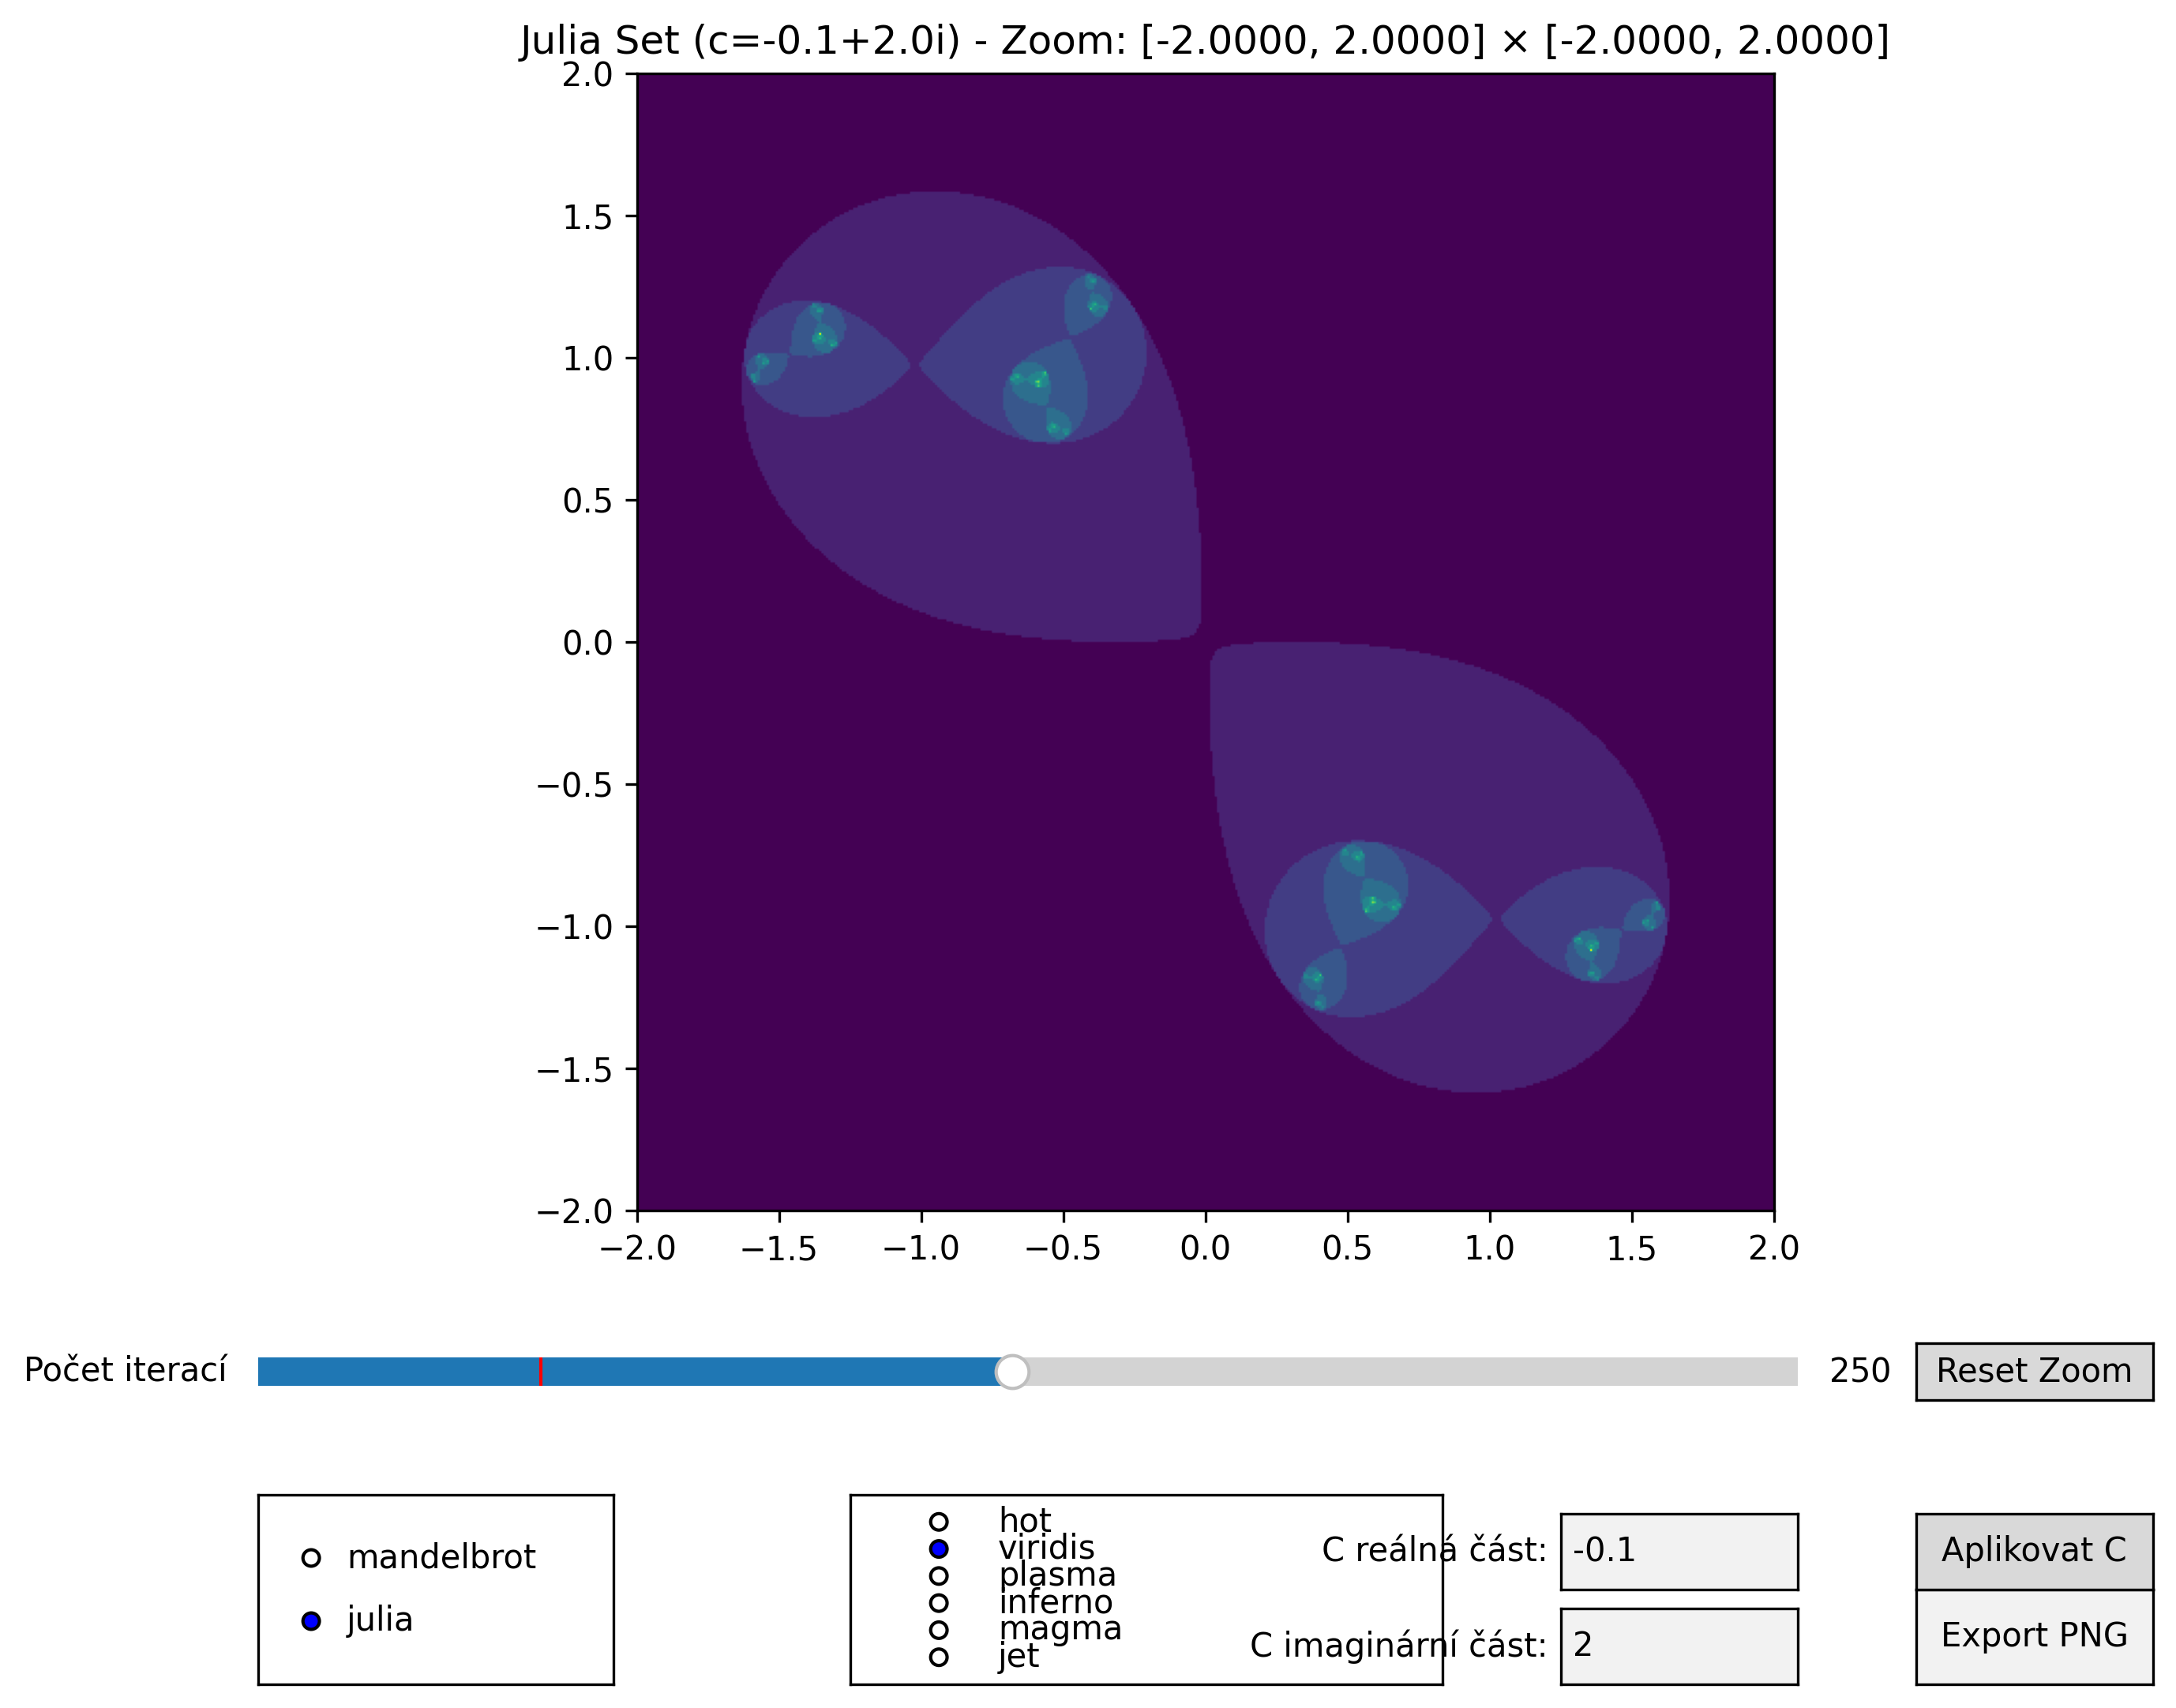 Julia Set (c=-0.1+2.0i) - Zoom: [-2.0000, 2.0000] × [-2.0000, 2.0000]
2.0
1.5
1.0
0.5
0.0
−0.5
−1.0
−1.5
−2.0
−2.0 −1.5 −1.0 −0.5 0.0 0.5 1.0 1.5 2.0
Počet iterací 250 Reset Zoom
mandelbrot
julia
hot
viridis
plasma
inferno
magma
jet
C reálná část: -0.1
C imaginární část: 2
Aplikovat C
Export PNG